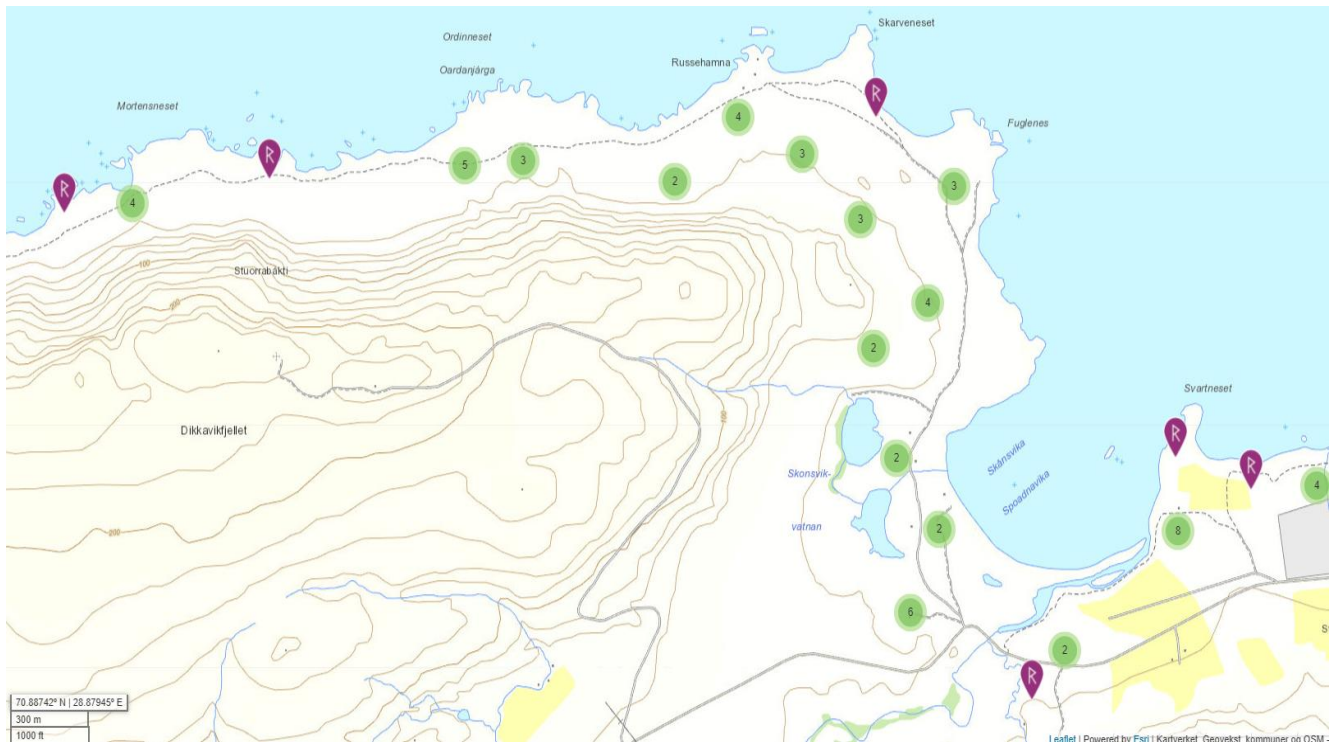 Skarveneset
Ordinneset
Russehamna
Oardanjárga
Mortensneset
4
Fuglenes
3
5
3
2
3
4
3
100
Stuorrabákti
200
4
2
Svartneset
100
Dikkavikfjellet
2
Skånsvika
Skonsvik-
Spoadnavika
4
vatnan
2
8
200
6
2
70.88742° N | 28.87945° E
300 m
1000 ft
Leaflet | Powered by Esri | Kartverket, Geovekst, kommuner og OSM -